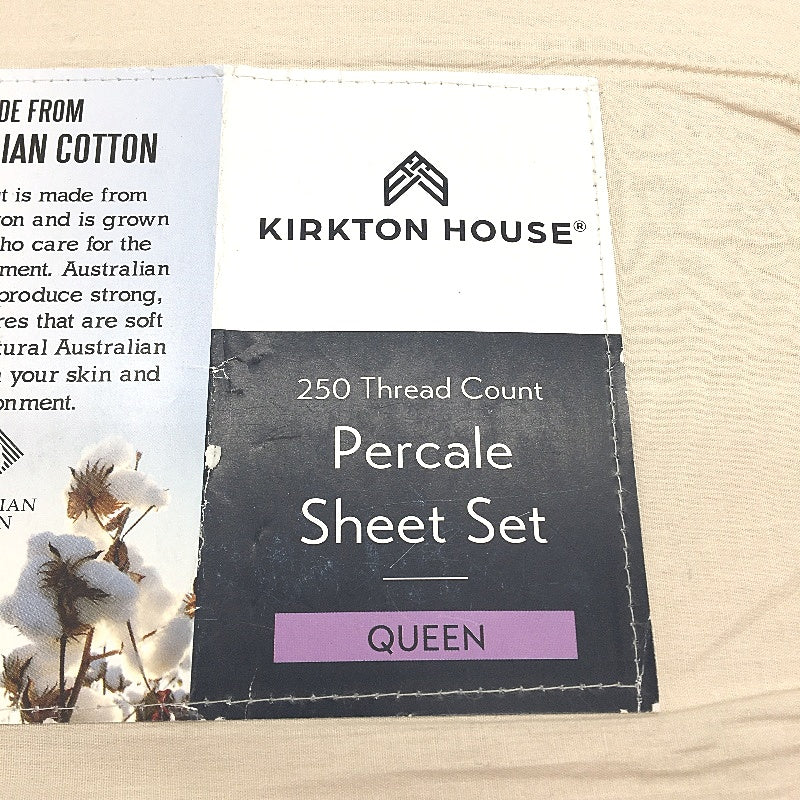 DE FROM
IAN COTTON
t is made from
on and is grown
ho care for the
ment. Australian
produce strong,
res that are soft
tural Australian
your skin and
onment.
IAN
N
KIRKTON HOUSE®
250 Thread Count
Percale
Sheet Set
QUEEN